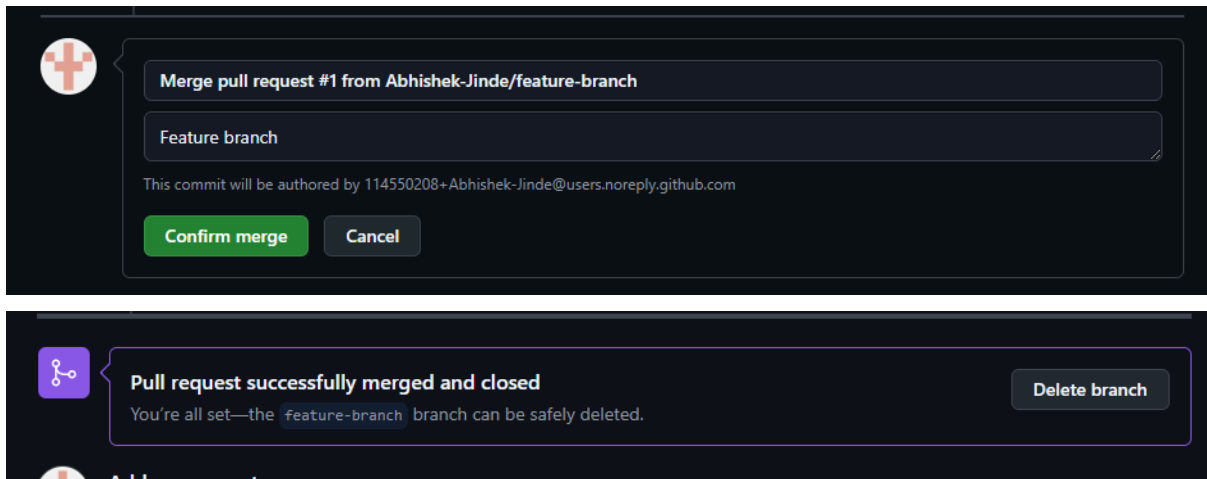 Merge pull request #1 from Abhishek-Jinde/feature-branch
Feature branch
This commit will be authored by 114550208+Abhishek-Jinde@users.noreply.github.com
Confirm merge Cancel
Pull request successfully merged and closed
Delete branch
You're all set—the feature-branch branch can be safely deleted.